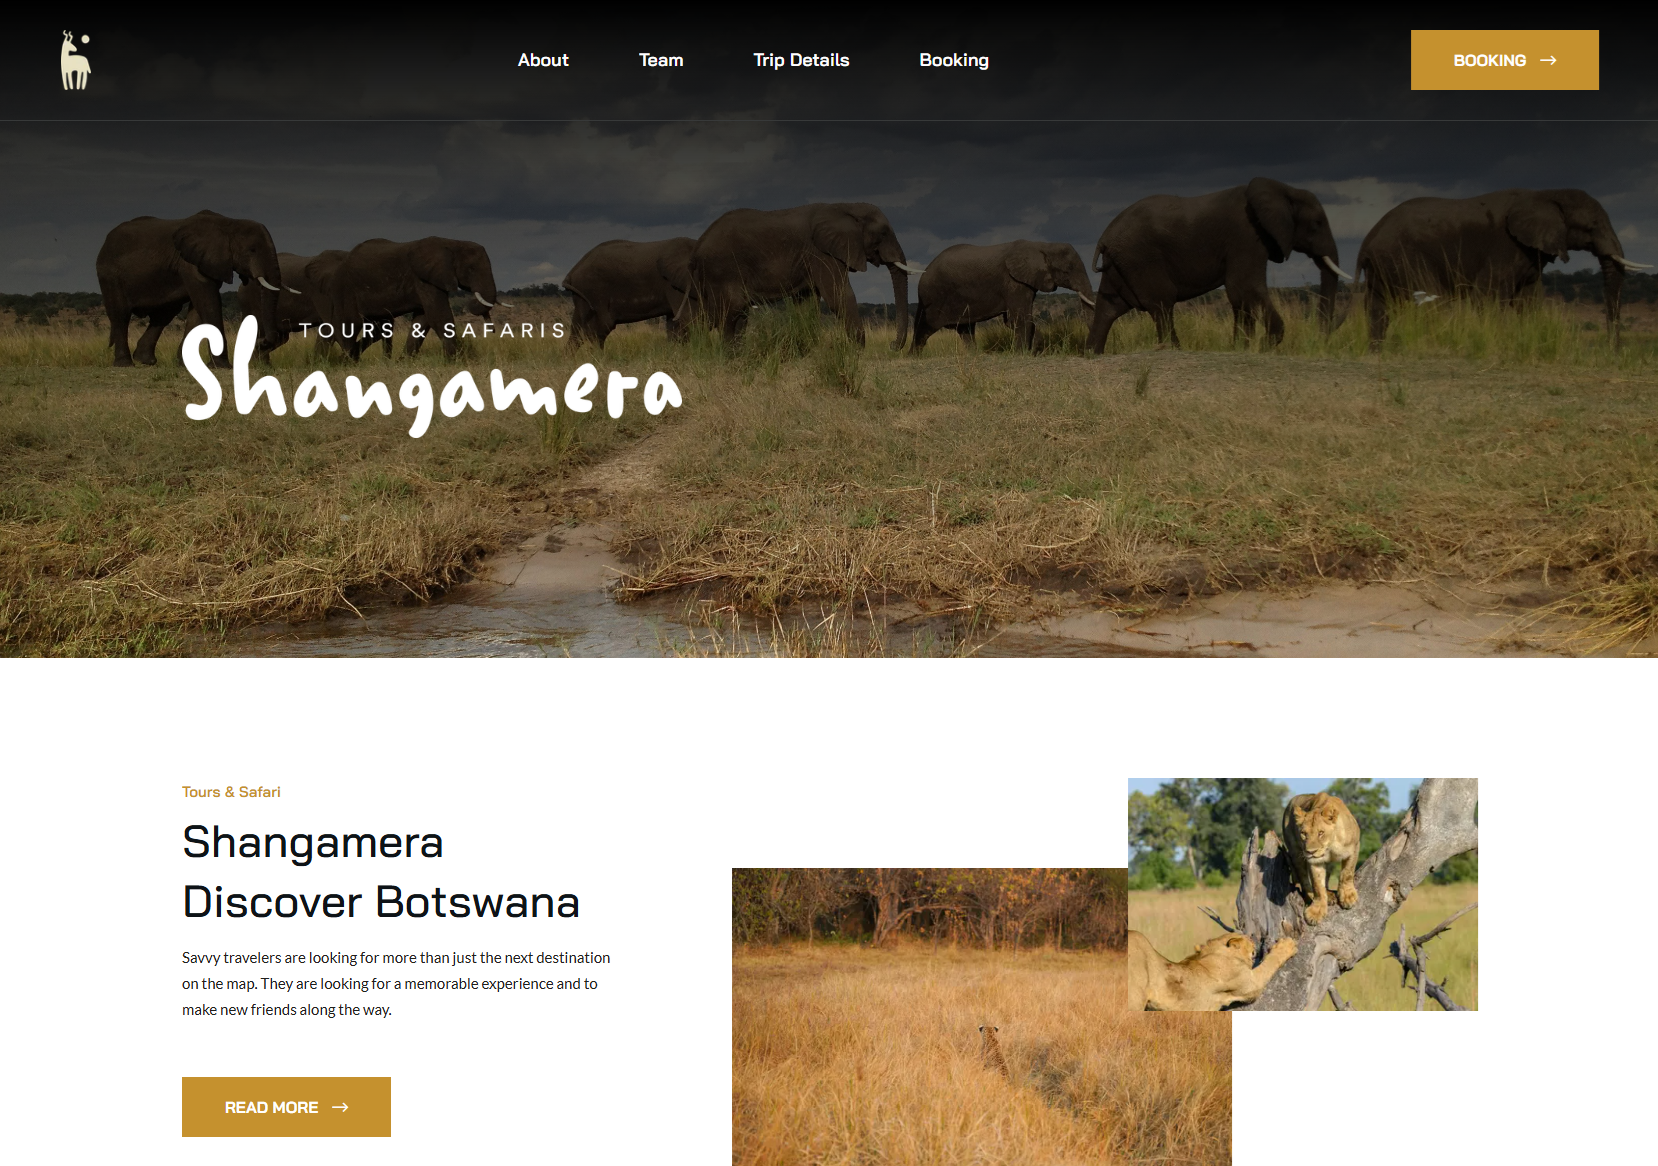 About
Team
Trip Details
Booking
BOOKING
TOURS & SAFARIS
Shangamera
Tours & Safari
Shangamera
Discover Botswana
Savvy travelers are looking for more than just the next destination
on the map. They are looking for a memorable experience and to
make new friends along the way.
READ MORE